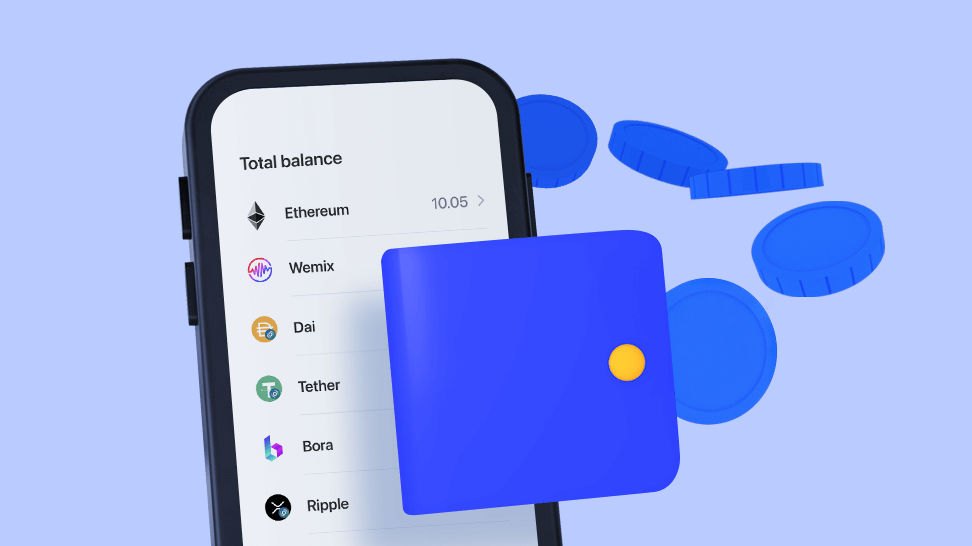 Total balance
Ethereum 10.05
Wemix
Dai
Tether
Bora
Ripple